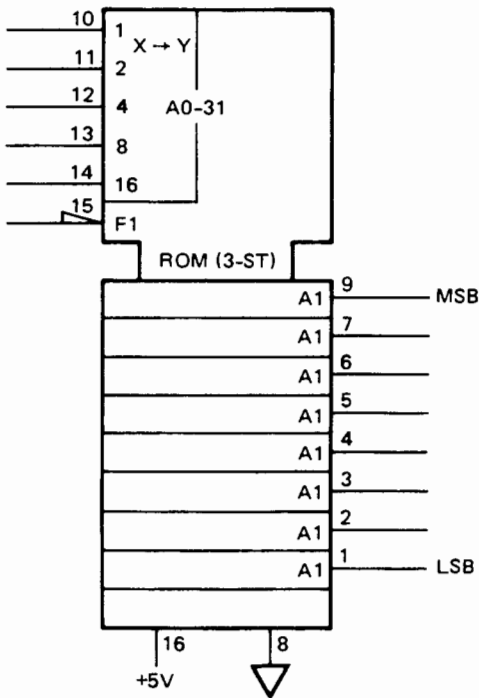 10 1
X → Y
11 2
12 4 A0-31
13 8
14 16
15 F1
ROM (3-ST)
A1 9 MSB
A1 7
A1 6
A1 5
A1 4
A1 3
A1 2
A1 1 LSB
16 8
+5V